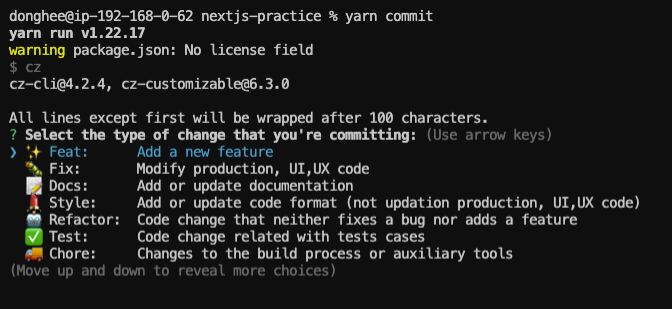 donghee@ip-192-168-0-62 nextjs-practice % yarn commit
yarn run v1.22.17
warning package.json: No license field
$ cz
cz-cli@4.2.4, cz-customizable@6.3.0

All lines except first will be wrapped after 100 characters.
? Select the type of change that you're committing: (Use arrow keys)
❯ ✨ Feat:      Add a new feature
  🐛 Fix:       Modify production, UI,UX code
  📝 Docs:      Add or update documentation
  💄 Style:     Add or update code format (not updation production, UI,UX code)
  🤖 Refactor:  Code change that neither fixes a bug nor adds a feature
  ✅ Test:      Code change related with tests cases
  🚚 Chore:     Changes to the build process or auxiliary tools
(Move up and down to reveal more choices)